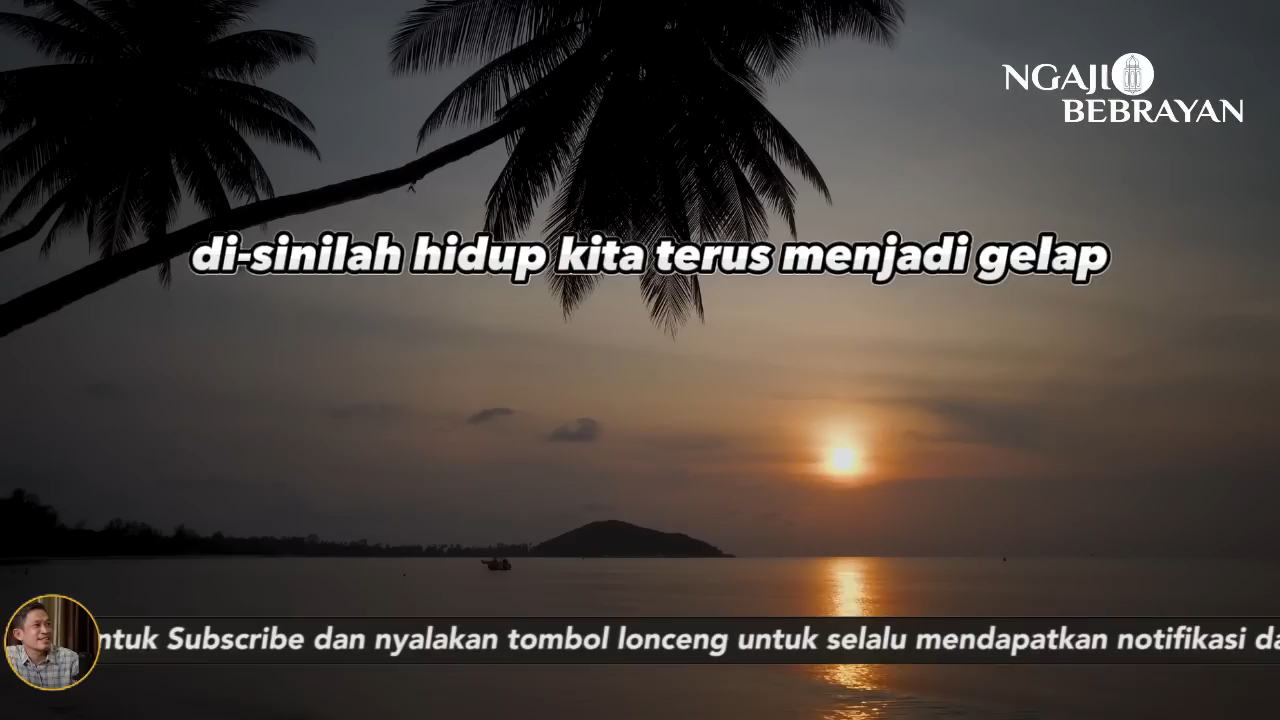 NGAJI
BEBRAYAN
di-sinilah hidup kita terus menjadi gelap
ntuk Subscribe dan nyalakan tombol lonceng untuk selalu mendapatkan notifikasi da